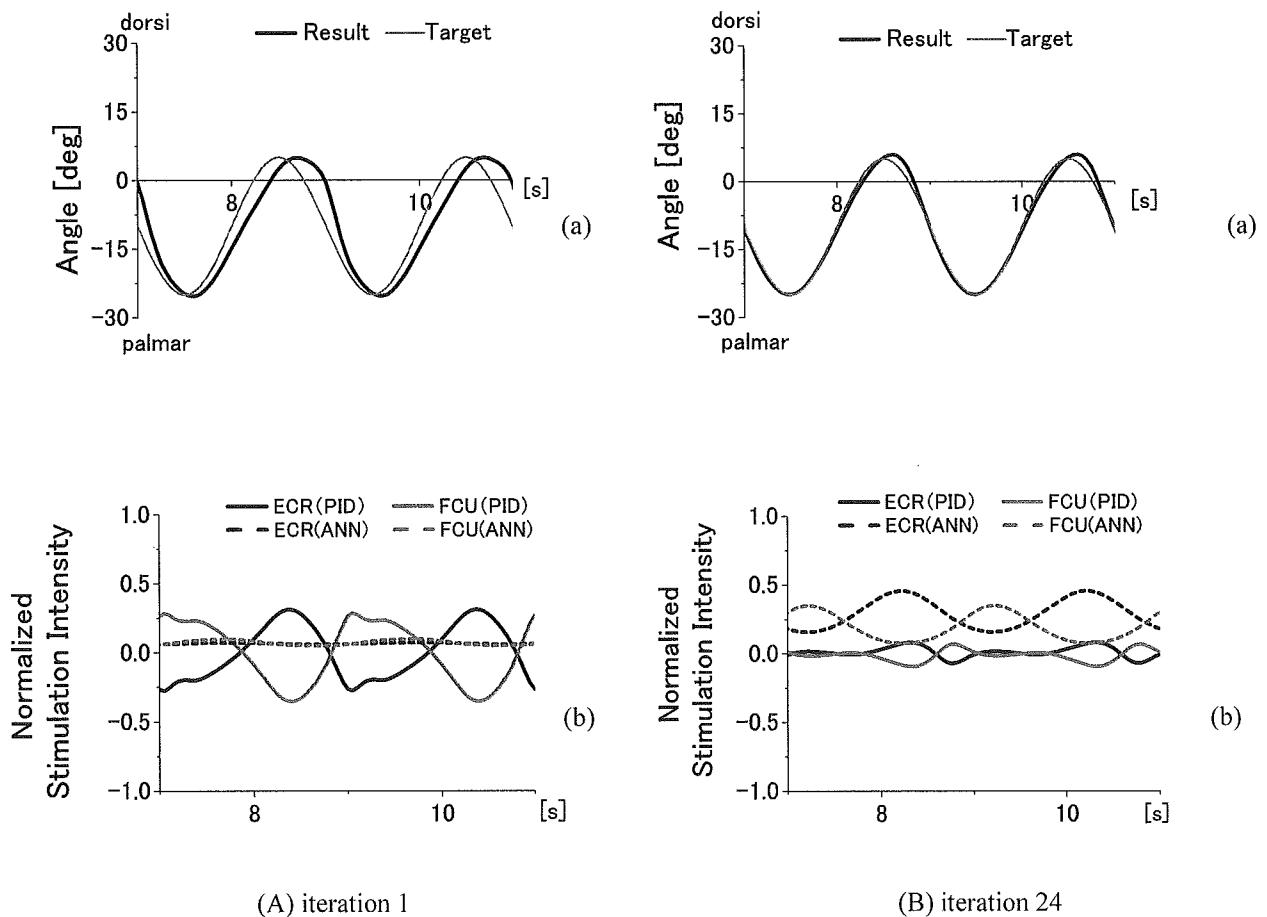 dorsi
Result Target
30
15
0
-15
-30
Angle [deg]
8 10 [s]
palmar
(a)
dorsi
Result Target
30
15
0
-15
-30
Angle [deg]
8 10 [s]
palmar
(a)
ECR(PID) FCU(PID)
ECR(ANN) FCU(ANN)
1.0
0.5
0.0
-0.5
-1.0
Normalized
Stimulation Intensity
8 10 [s]
(b)
ECR(PID) FCU(PID)
ECR(ANN) FCU(ANN)
1.0
0.5
0.0
-0.5
-1.0
Normalized
Stimulation Intensity
8 10 [s]
(b)
(A) iteration 1
(B) iteration 24